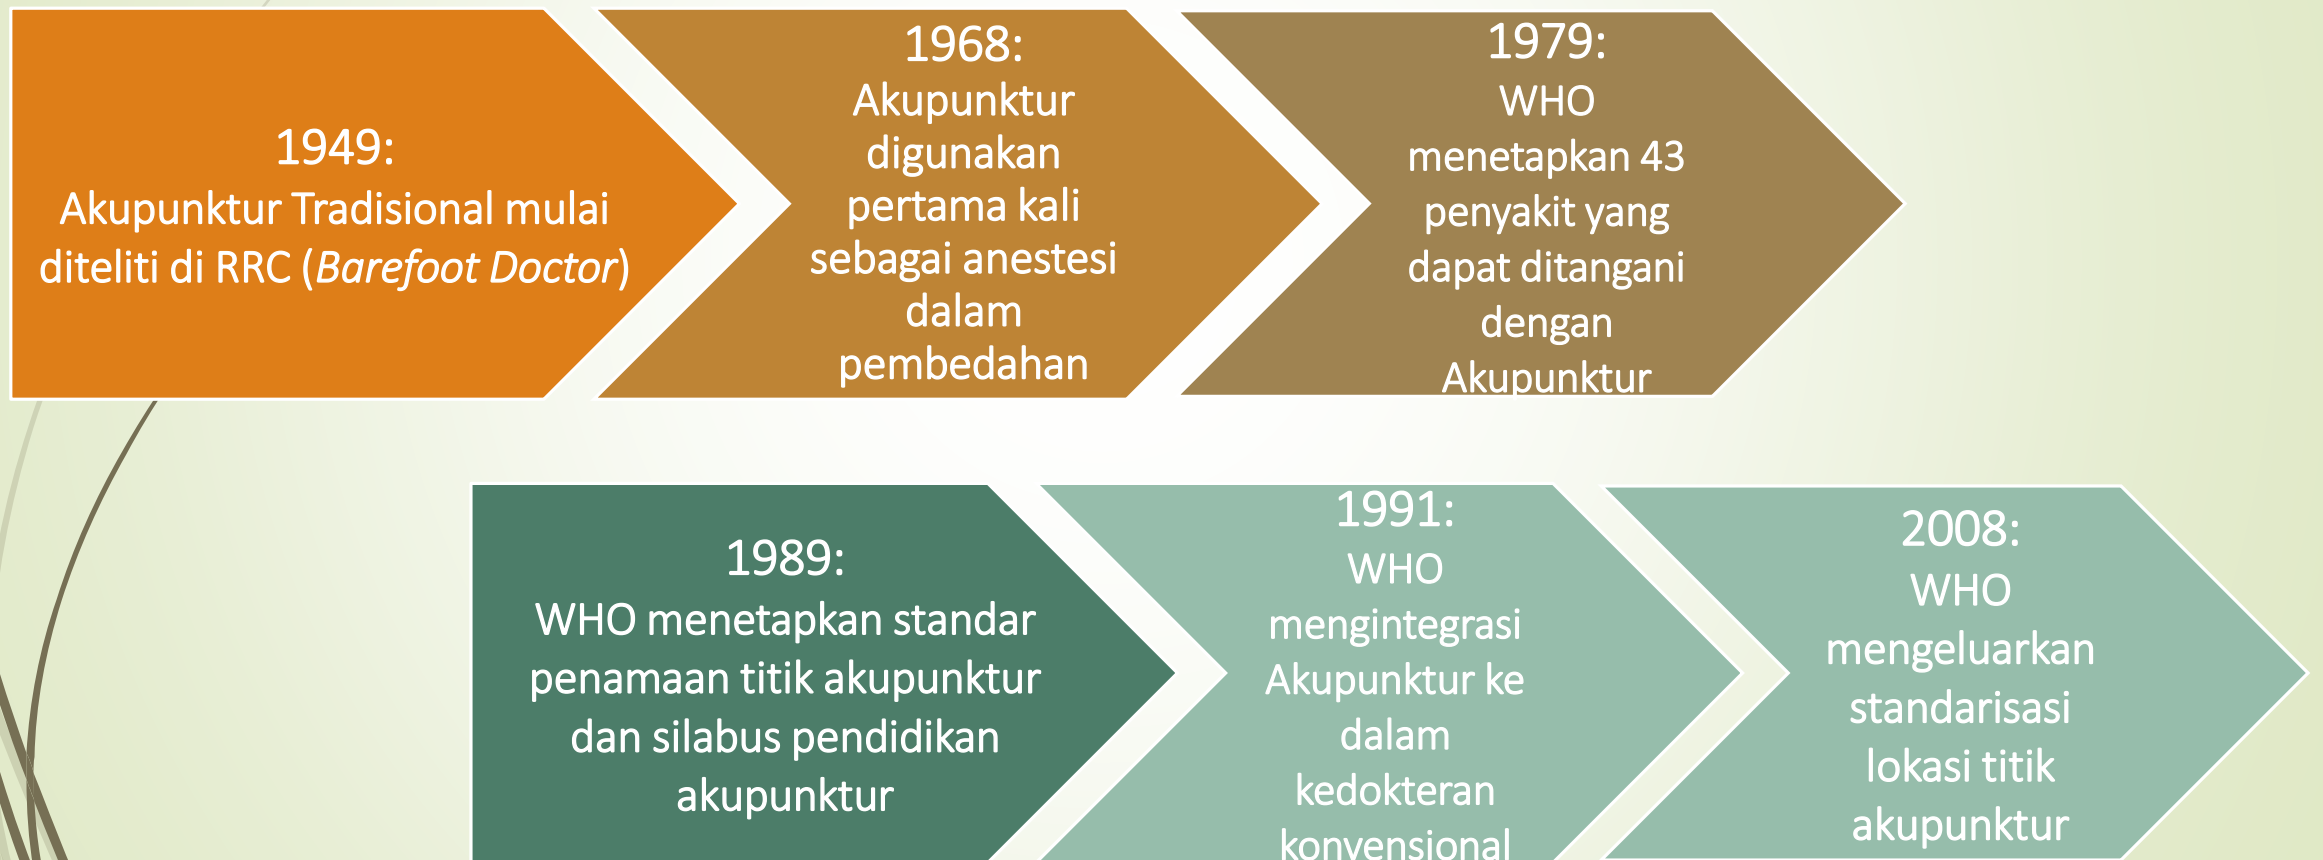 1949:
Akupunktur Tradisional mulai
diteliti di RRC (Barefoot Doctor)
1968:
Akupunktur
digunakan
pertama kali
sebagai anestesi
dalam
pembedahan
1979:
WHO
menetapkan 43
penyakit yang
dapat ditangani
dengan
Akupunktur
1989:
WHO menetapkan standar
penamaan titik akupunktur
dan silabus pendidikan
akupunktur
1991:
WHO
mengintegrasi
Akupunktur ke
dalam
kedokteran
konvensional
2008:
WHO
mengeluarkan
standarisasi
lokasi titik
akupunktur